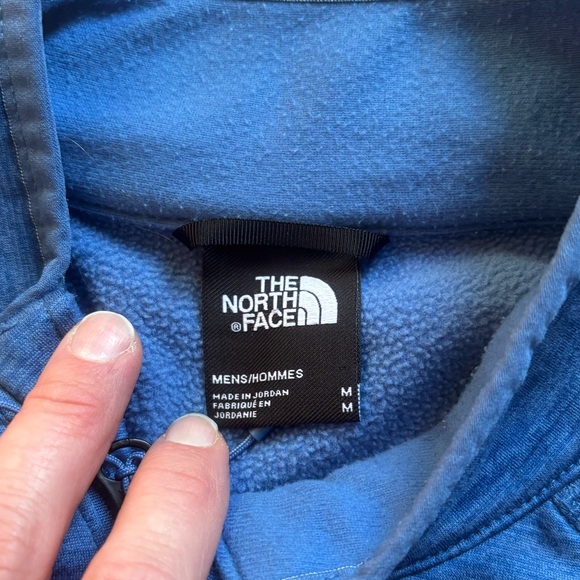 THE
NORTH
® FACE
MENS/HOMMES
MADE IN JORDAN M
FABRIQUÉ EN M
JORDANIE